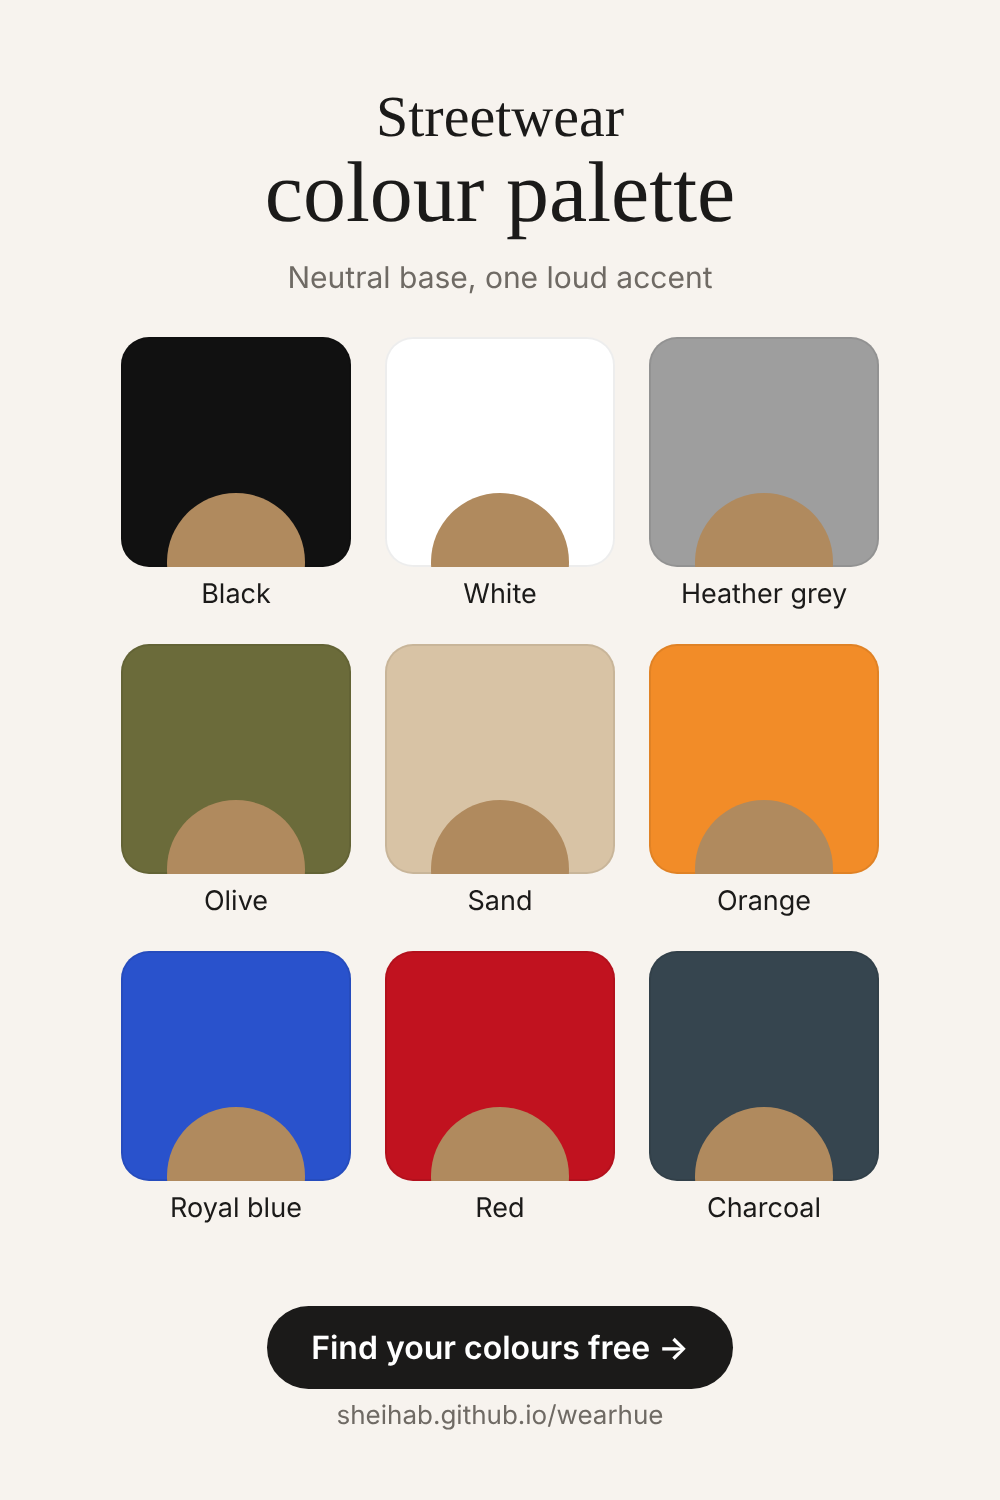 Streetwear
colour palette
Neutral base, one loud accent
Black
White
Heather grey
Olive
Sand
Orange
Royal blue
Red
Charcoal
Find your colours free →
sheihab.github.io/wearhue